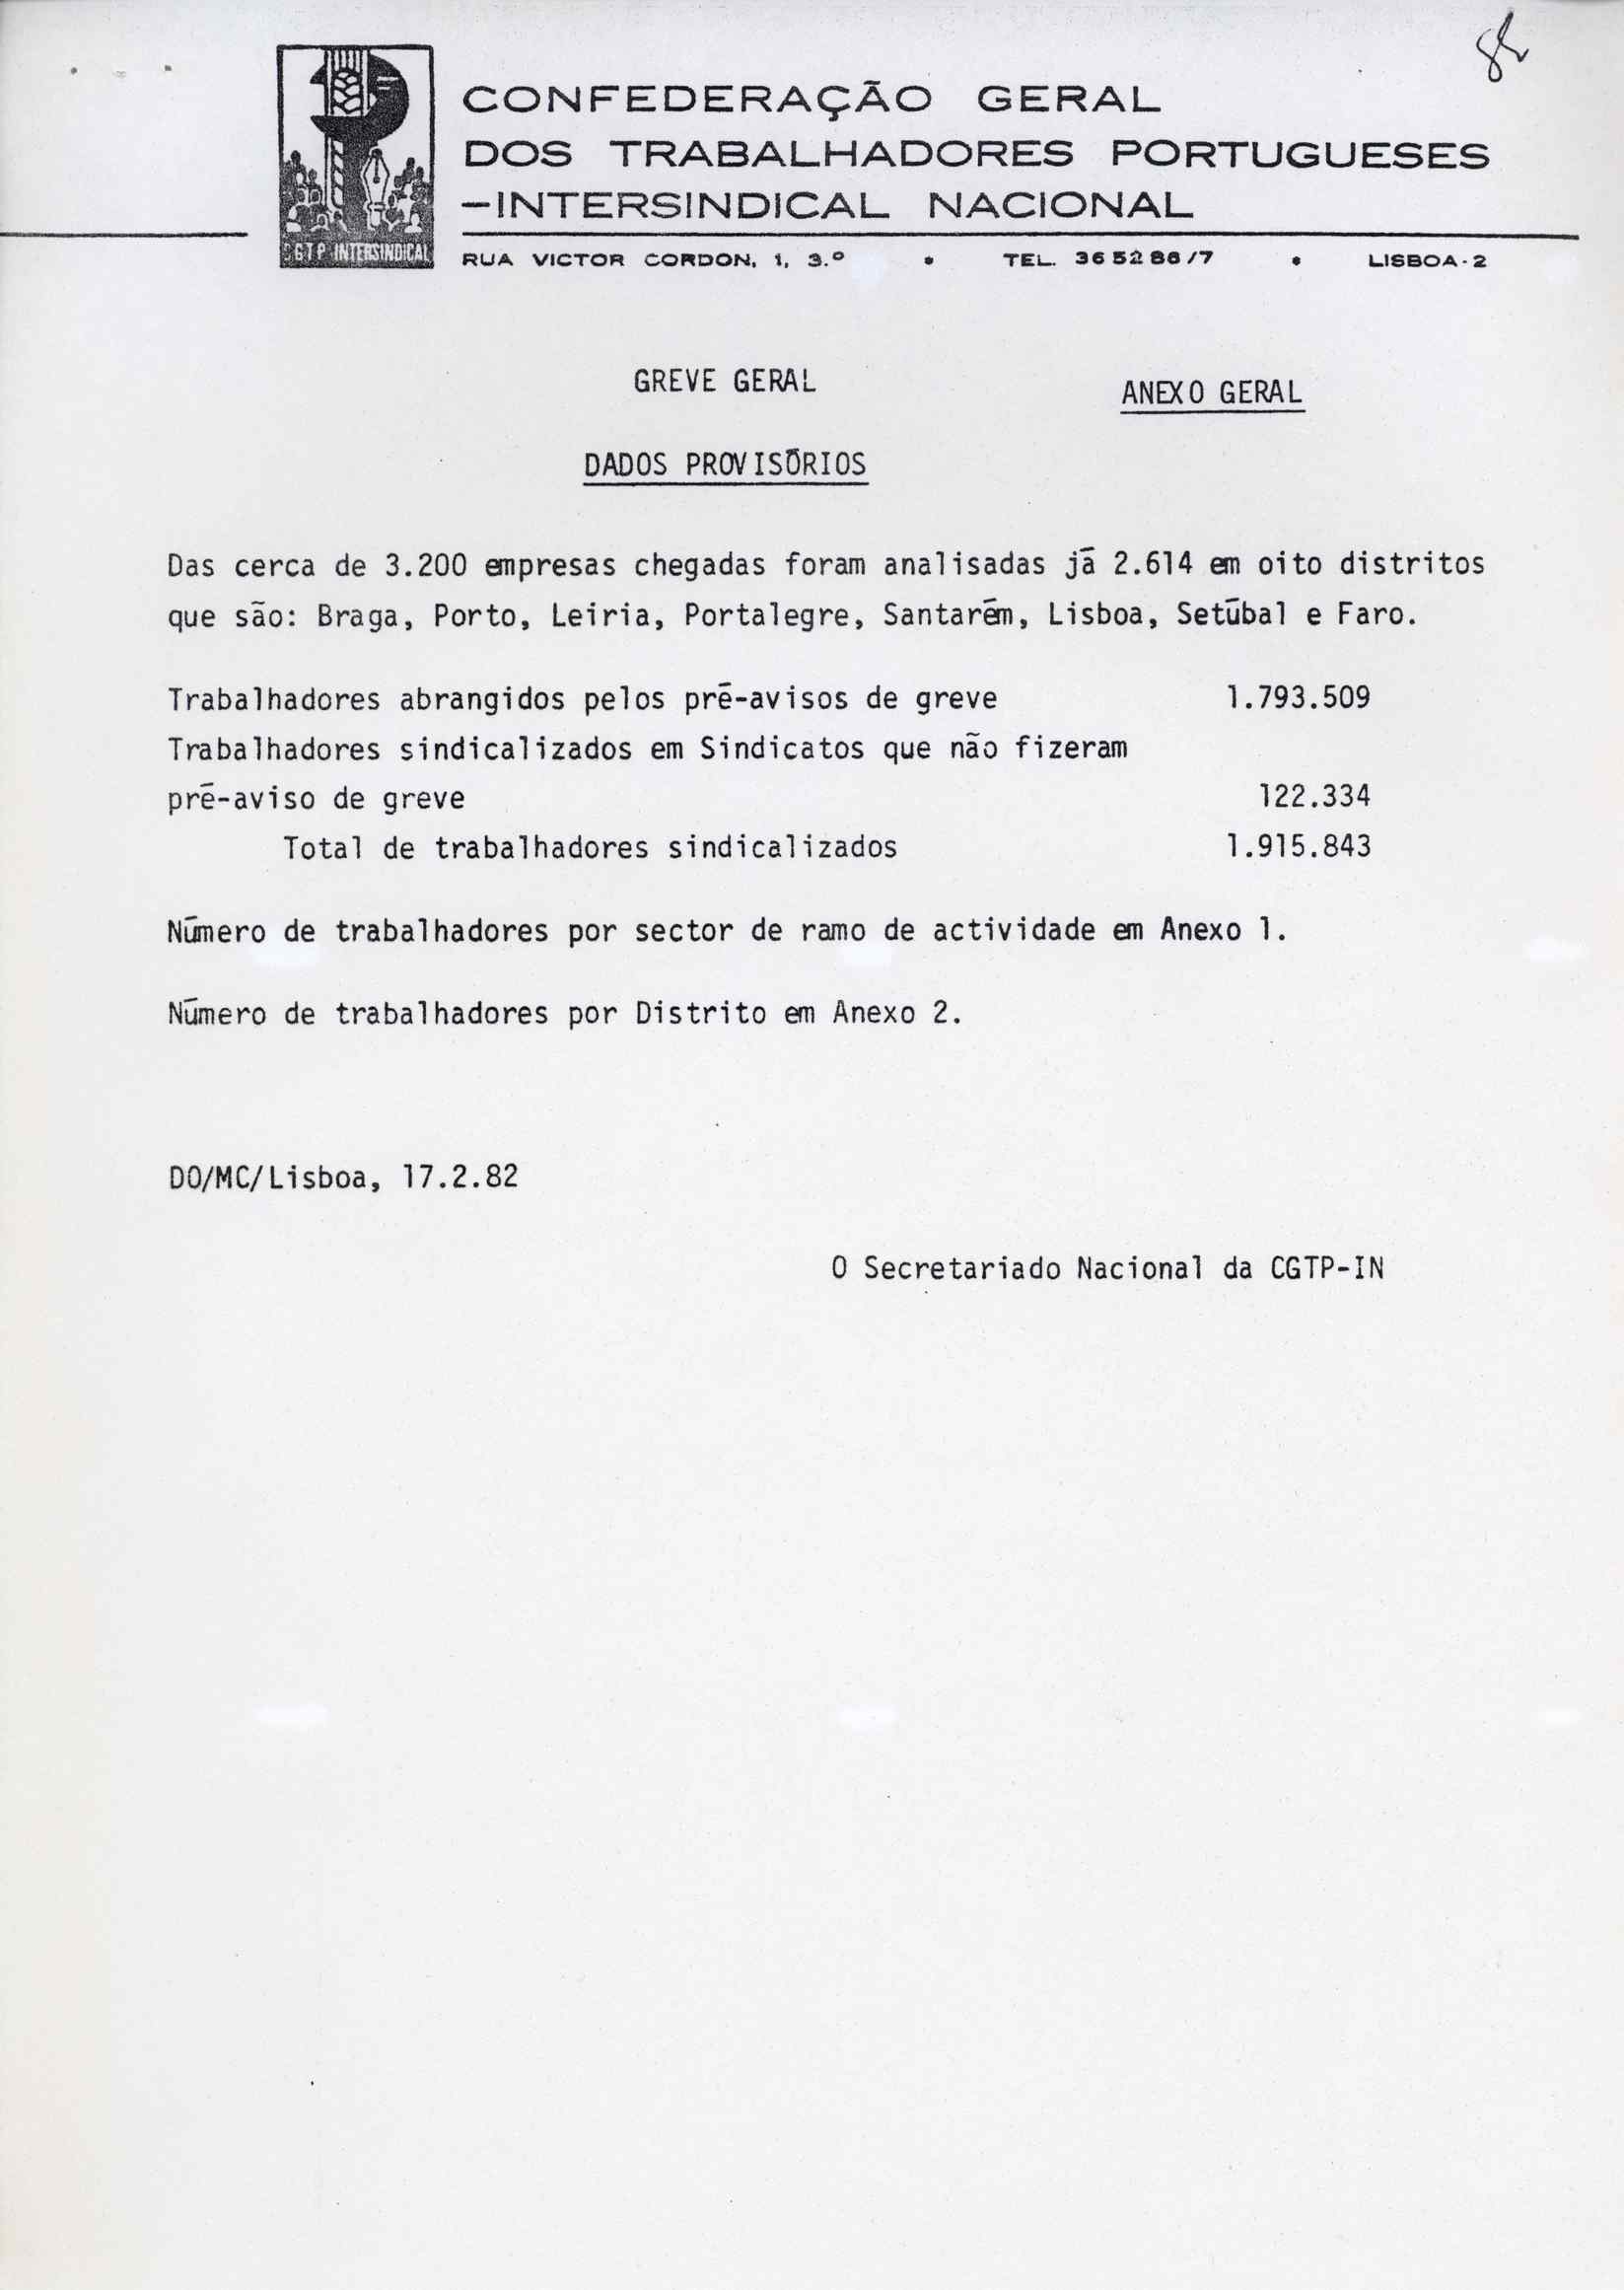 CONFEDERAÇÃO GERAL
DOS TRABALHADORES PORTUGUESES
-INTERSINDICAL NACIONAL
CGTP INTERSINDICAL
RUA VICTOR CORDON, 1, 3.º • TEL. 36 52 86/7 • LISBOA-2
GREVE GERAL
ANEXO GERAL
DADOS PROVISÓRIOS
Das cerca de 3.200 empresas chegadas foram analisadas já 2.614 em oito distritos
que são: Braga, Porto, Leiria, Portalegre, Santarém, Lisboa, Setúbal e Faro.
Trabalhadores abrangidos pelos pré-avisos de greve 1.793.509
Trabalhadores sindicalizados em Sindicatos que não fizeram
pré-aviso de greve 122.334
Total de trabalhadores sindicalizados 1.915.843
Número de trabalhadores por sector de ramo de actividade em Anexo 1.
Número de trabalhadores por Distrito em Anexo 2.
DO/MC/Lisboa, 17.2.82
O Secretariado Nacional da CGTP-IN